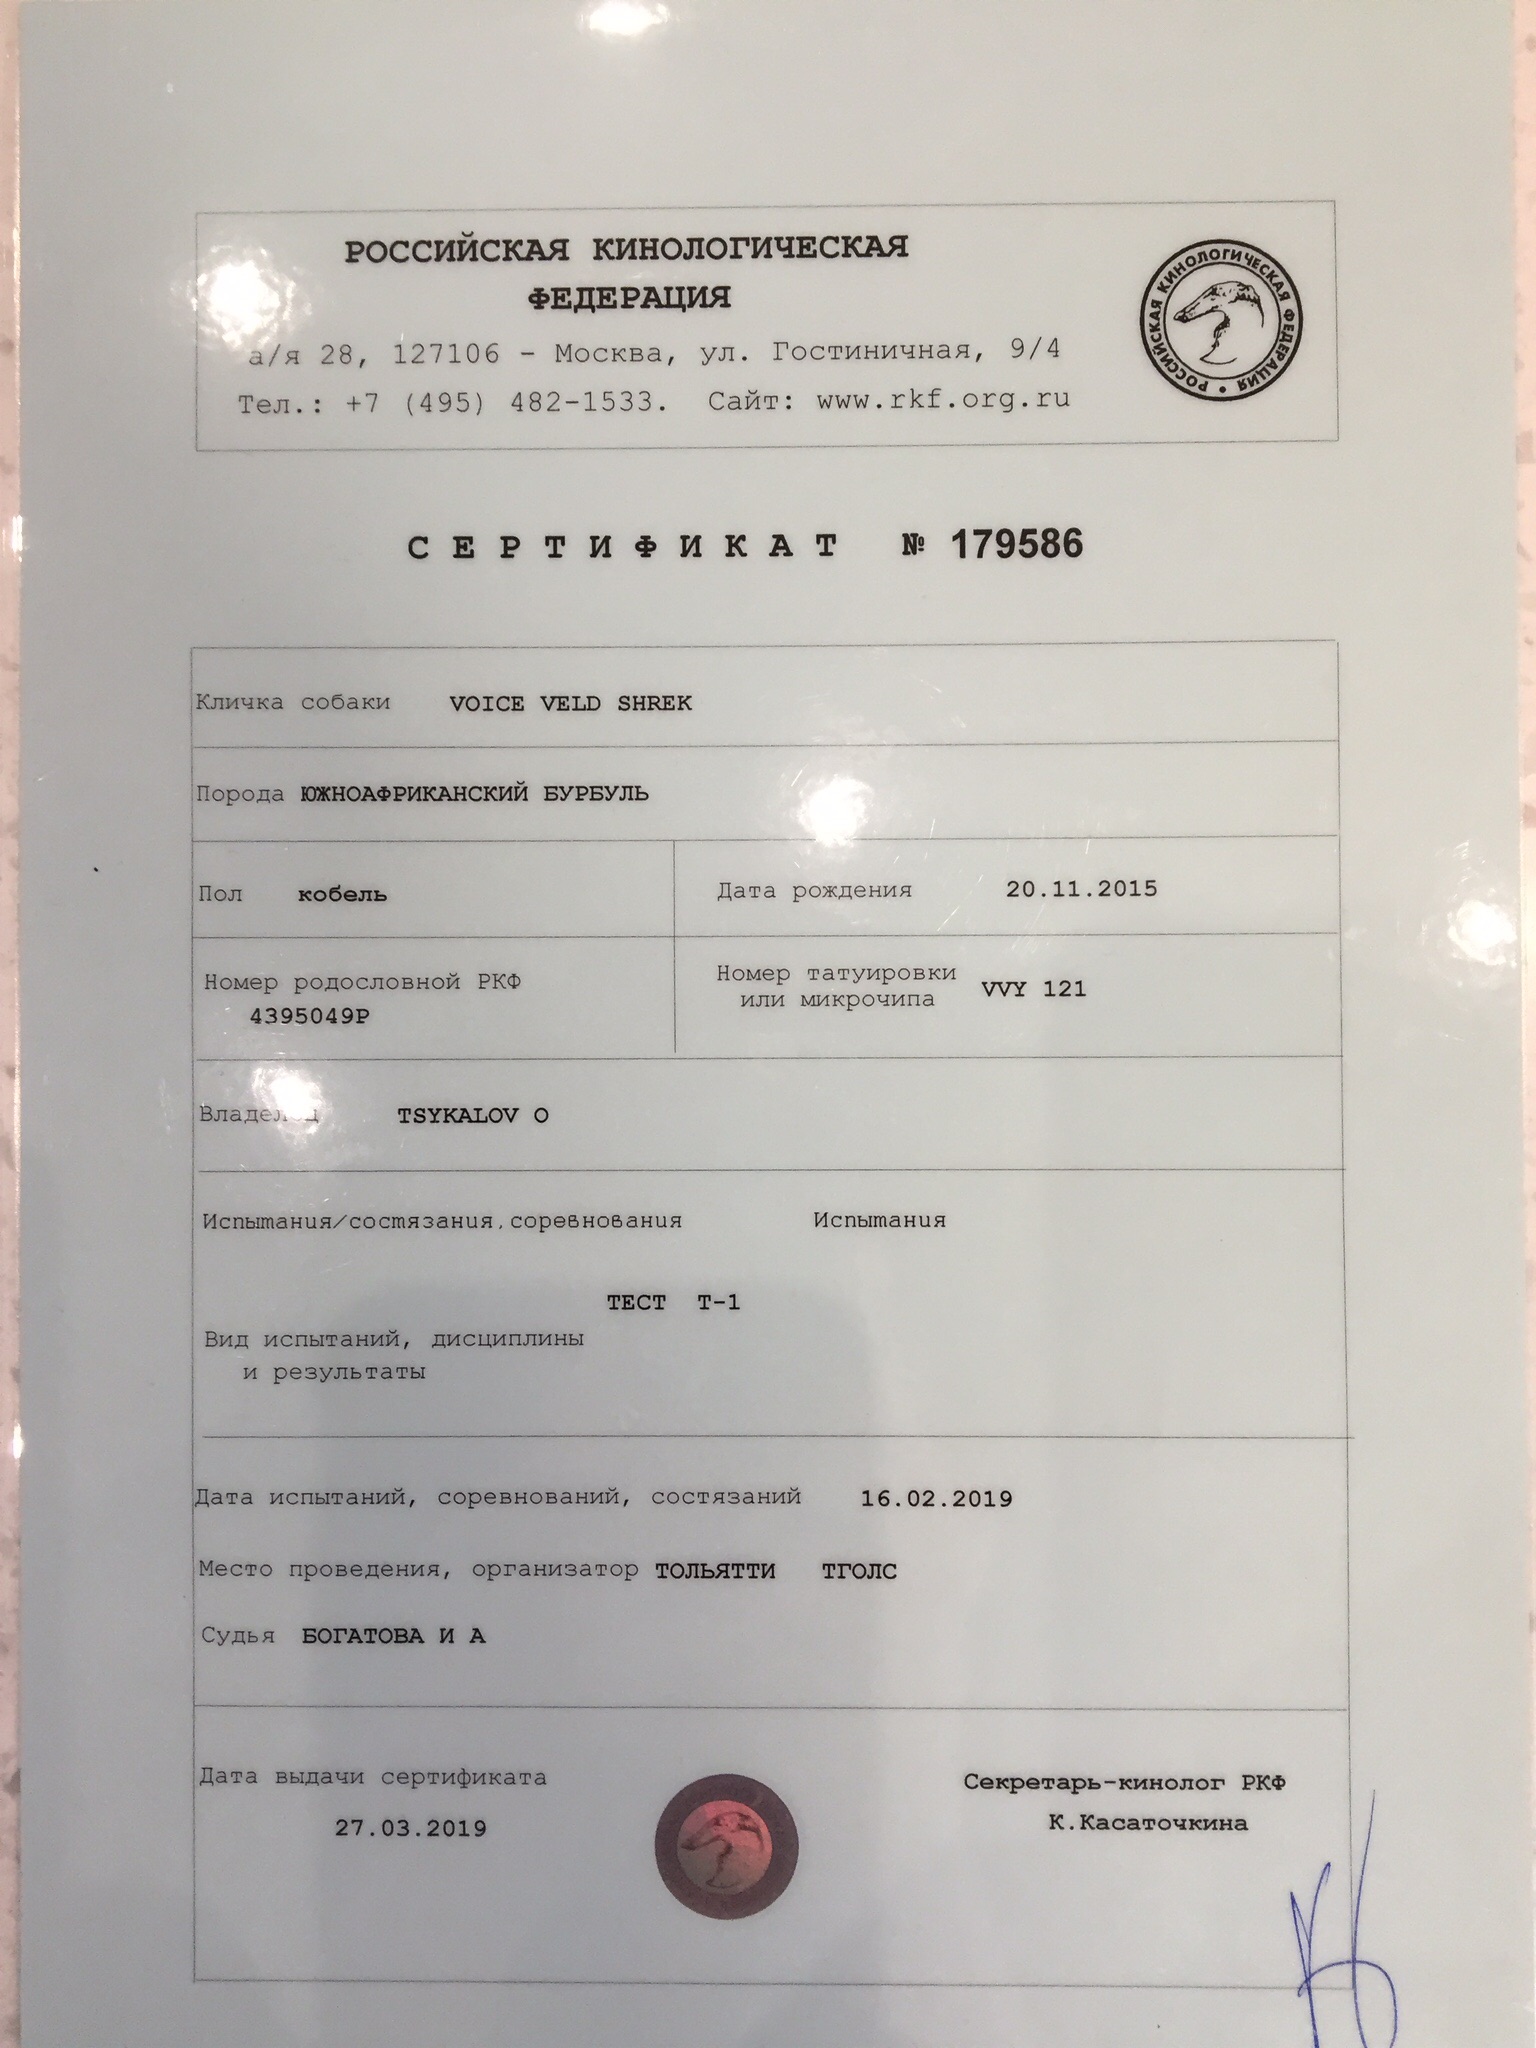 РОССИЙСКАЯ КИНОЛОГИЧЕСКАЯ
ФЕДЕРАЦИЯ
а/я 28, 127106 - Москва, ул. Гостиничная, 9/4
Тел.: +7 (495) 482-1533. Сайт: www.rkf.org.ru
РОССИЙСКАЯ КИНОЛОГИЧЕСКАЯ ФЕДЕРАЦИЯ •
СЕРТИФИКАТ № 179586
Кличка собаки VOICE VELD SHREK
Порода ЮЖНОАФРИКАНСКИЙ БУРБУЛЬ
Пол кобель Дата рождения 20.11.2015
Номер родословной РКФ
4395049Р
Номер татуировки
или микрочипа VVY 121
Владелец TSYKALOV O
Испытания/состязания, соревнования Испытания
ТЕСТ Т-1
Вид испытаний, дисциплины
и результаты
Дата испытаний, соревнований, состязаний 16.02.2019
Место проведения, организатор ТОЛЬЯТТИ ТГОЛС
Судья БОГАТОВА И А
Дата выдачи сертификата
27.03.2019
Секретарь-кинолог РКФ
К.Касаточкина